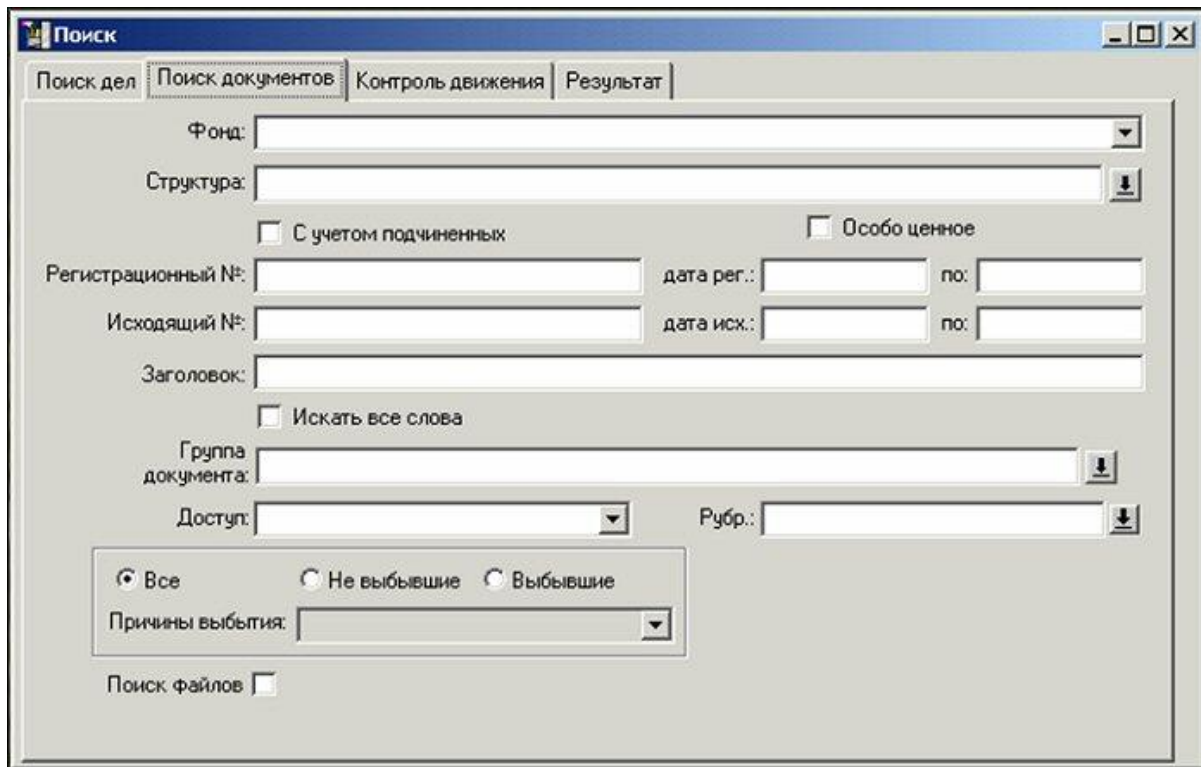 Поиск
Поиск дел Поиск документов Контроль движения Результат
Фонд:
Структура:
С учетом подчиненных Особо ценное
Регистрационный №: дата рег.: по:
Исходящий №: дата исх.: по:
Заголовок:
Искать все слова
Группа
документа:
Доступ: Рубр.:
Все Не выбывшие Выбывшие
Причины выбытия:
Поиск файлов